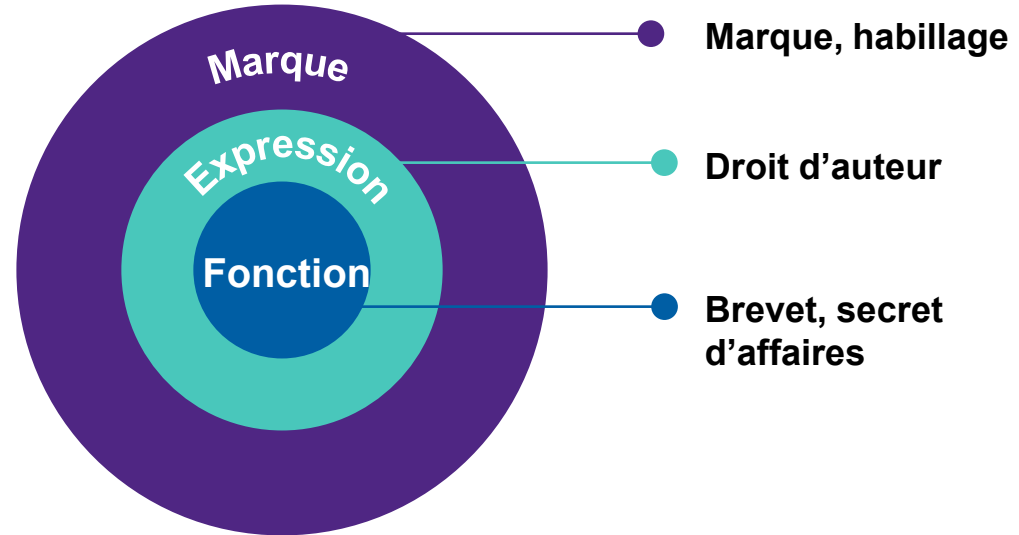 Marque
Expression
Fonction
Marque, habillage
Droit d’auteur
Brevet, secret
d’affaires